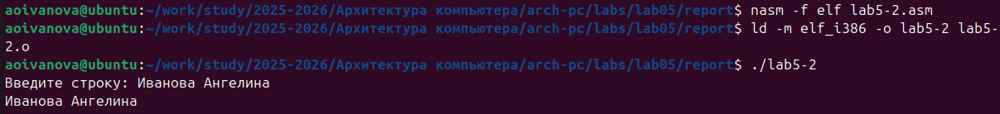 aoivanova@ubuntu:~/work/study/2025-2026/Архитектура компьютера/arch-pc/labs/lab05/report$ nasm -f elf lab5-2.asm
aoivanova@ubuntu:~/work/study/2025-2026/Архитектура компьютера/arch-pc/labs/lab05/report$ ld -m elf_i386 -o lab5-2 lab5-
2.o
aoivanova@ubuntu:~/work/study/2025-2026/Архитектура компьютера/arch-pc/labs/lab05/report$ ./lab5-2
Введите строку: Иванова Ангелина
Иванова Ангелина